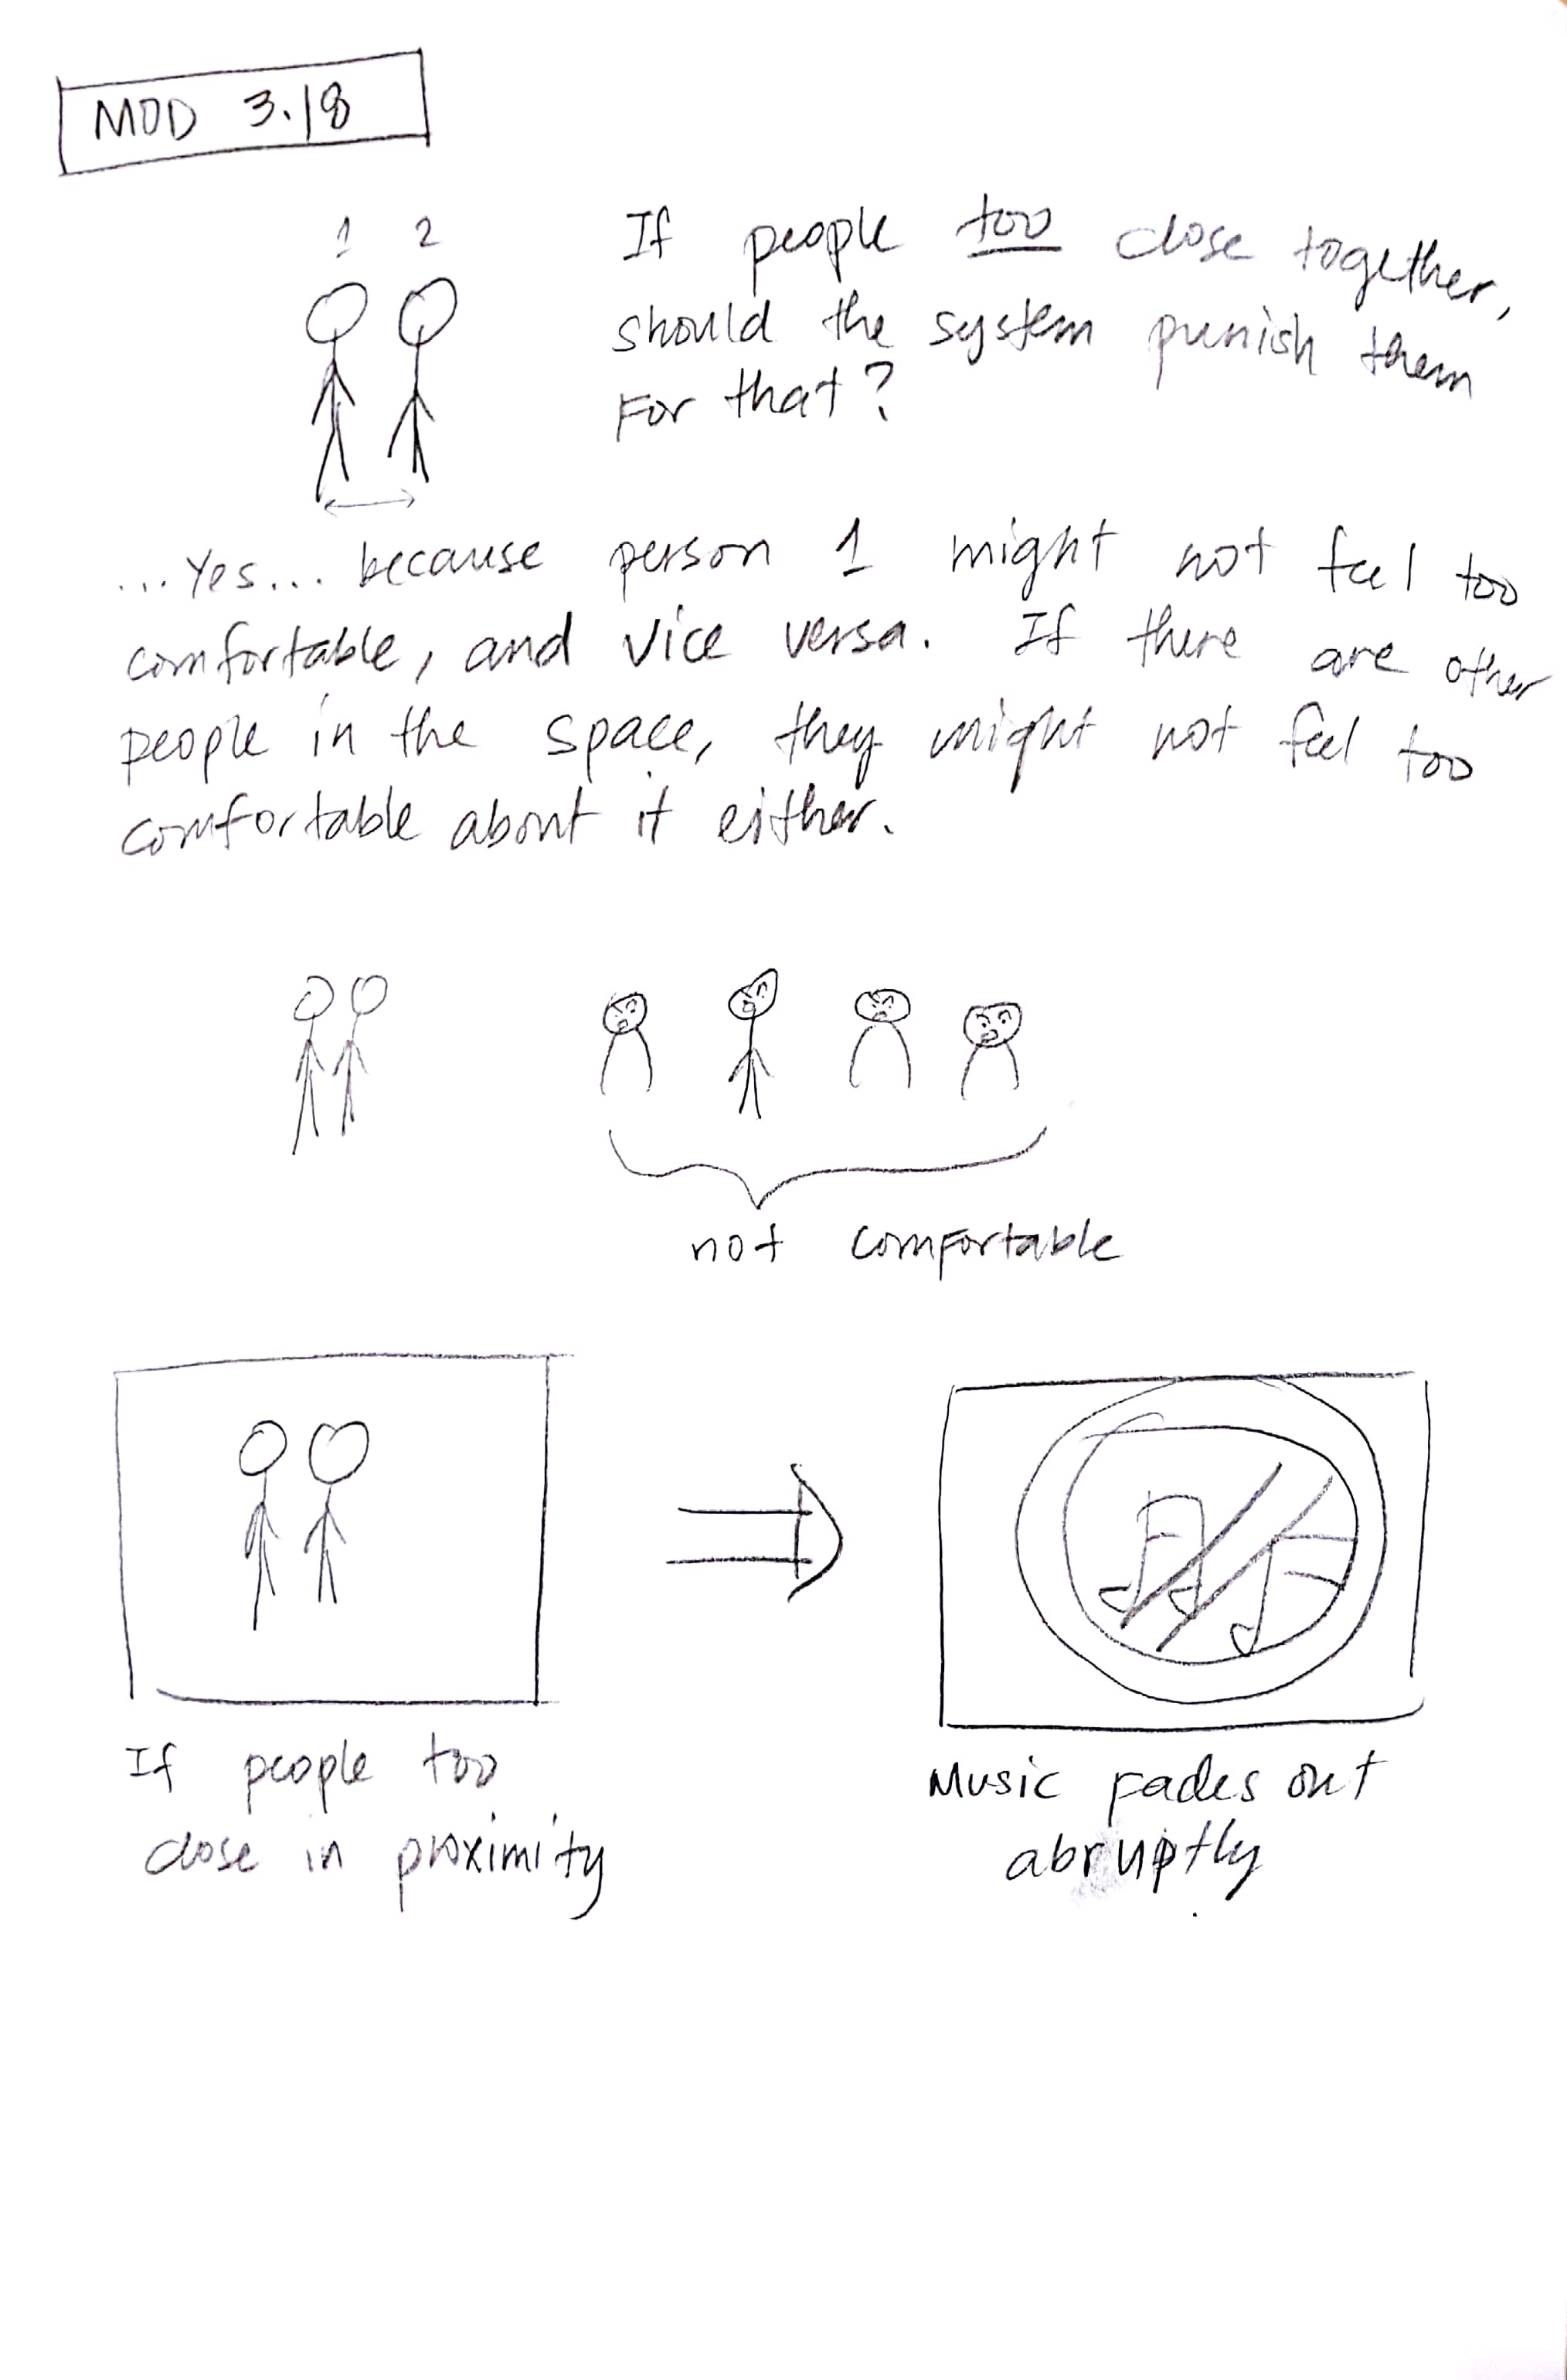 MOD 3.18
1 2
If people too close together,
should the system punish them
For that?
...Yes... because person 1 might not feel too
comfortable, and vice versa. If there are other
people in the space, they might not feel too
comfortable about it either.
not comfortable
If people too
close in proximity
Music fades out
abruptly